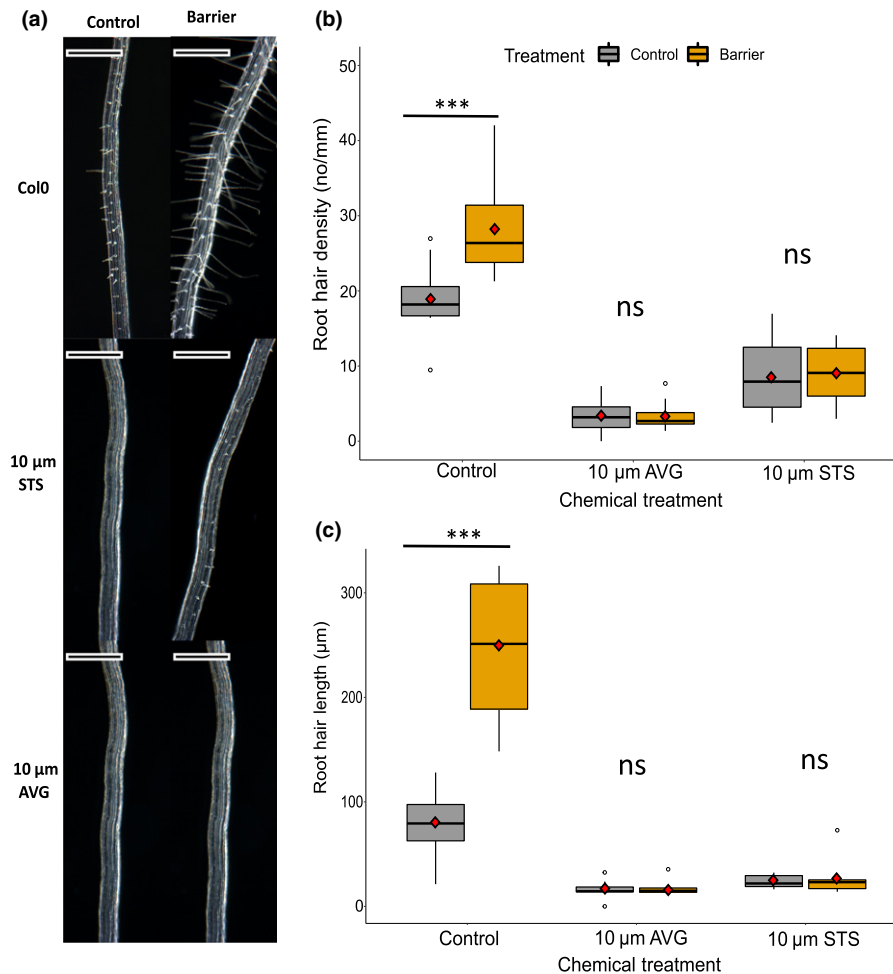 (a)
Control
Barrier
Col0
10 µm
STS
10 µm
AVG
(b)
Treatment Control Barrier
Root hair density (no/mm)
50
40
30
20
10
0
***
ns
ns
Control
10 µm AVG
10 µm STS
Chemical treatment
(c)
Root hair length (µm)
300
200
100
0
***
ns
ns
Control
10 µm AVG
10 µm STS
Chemical treatment